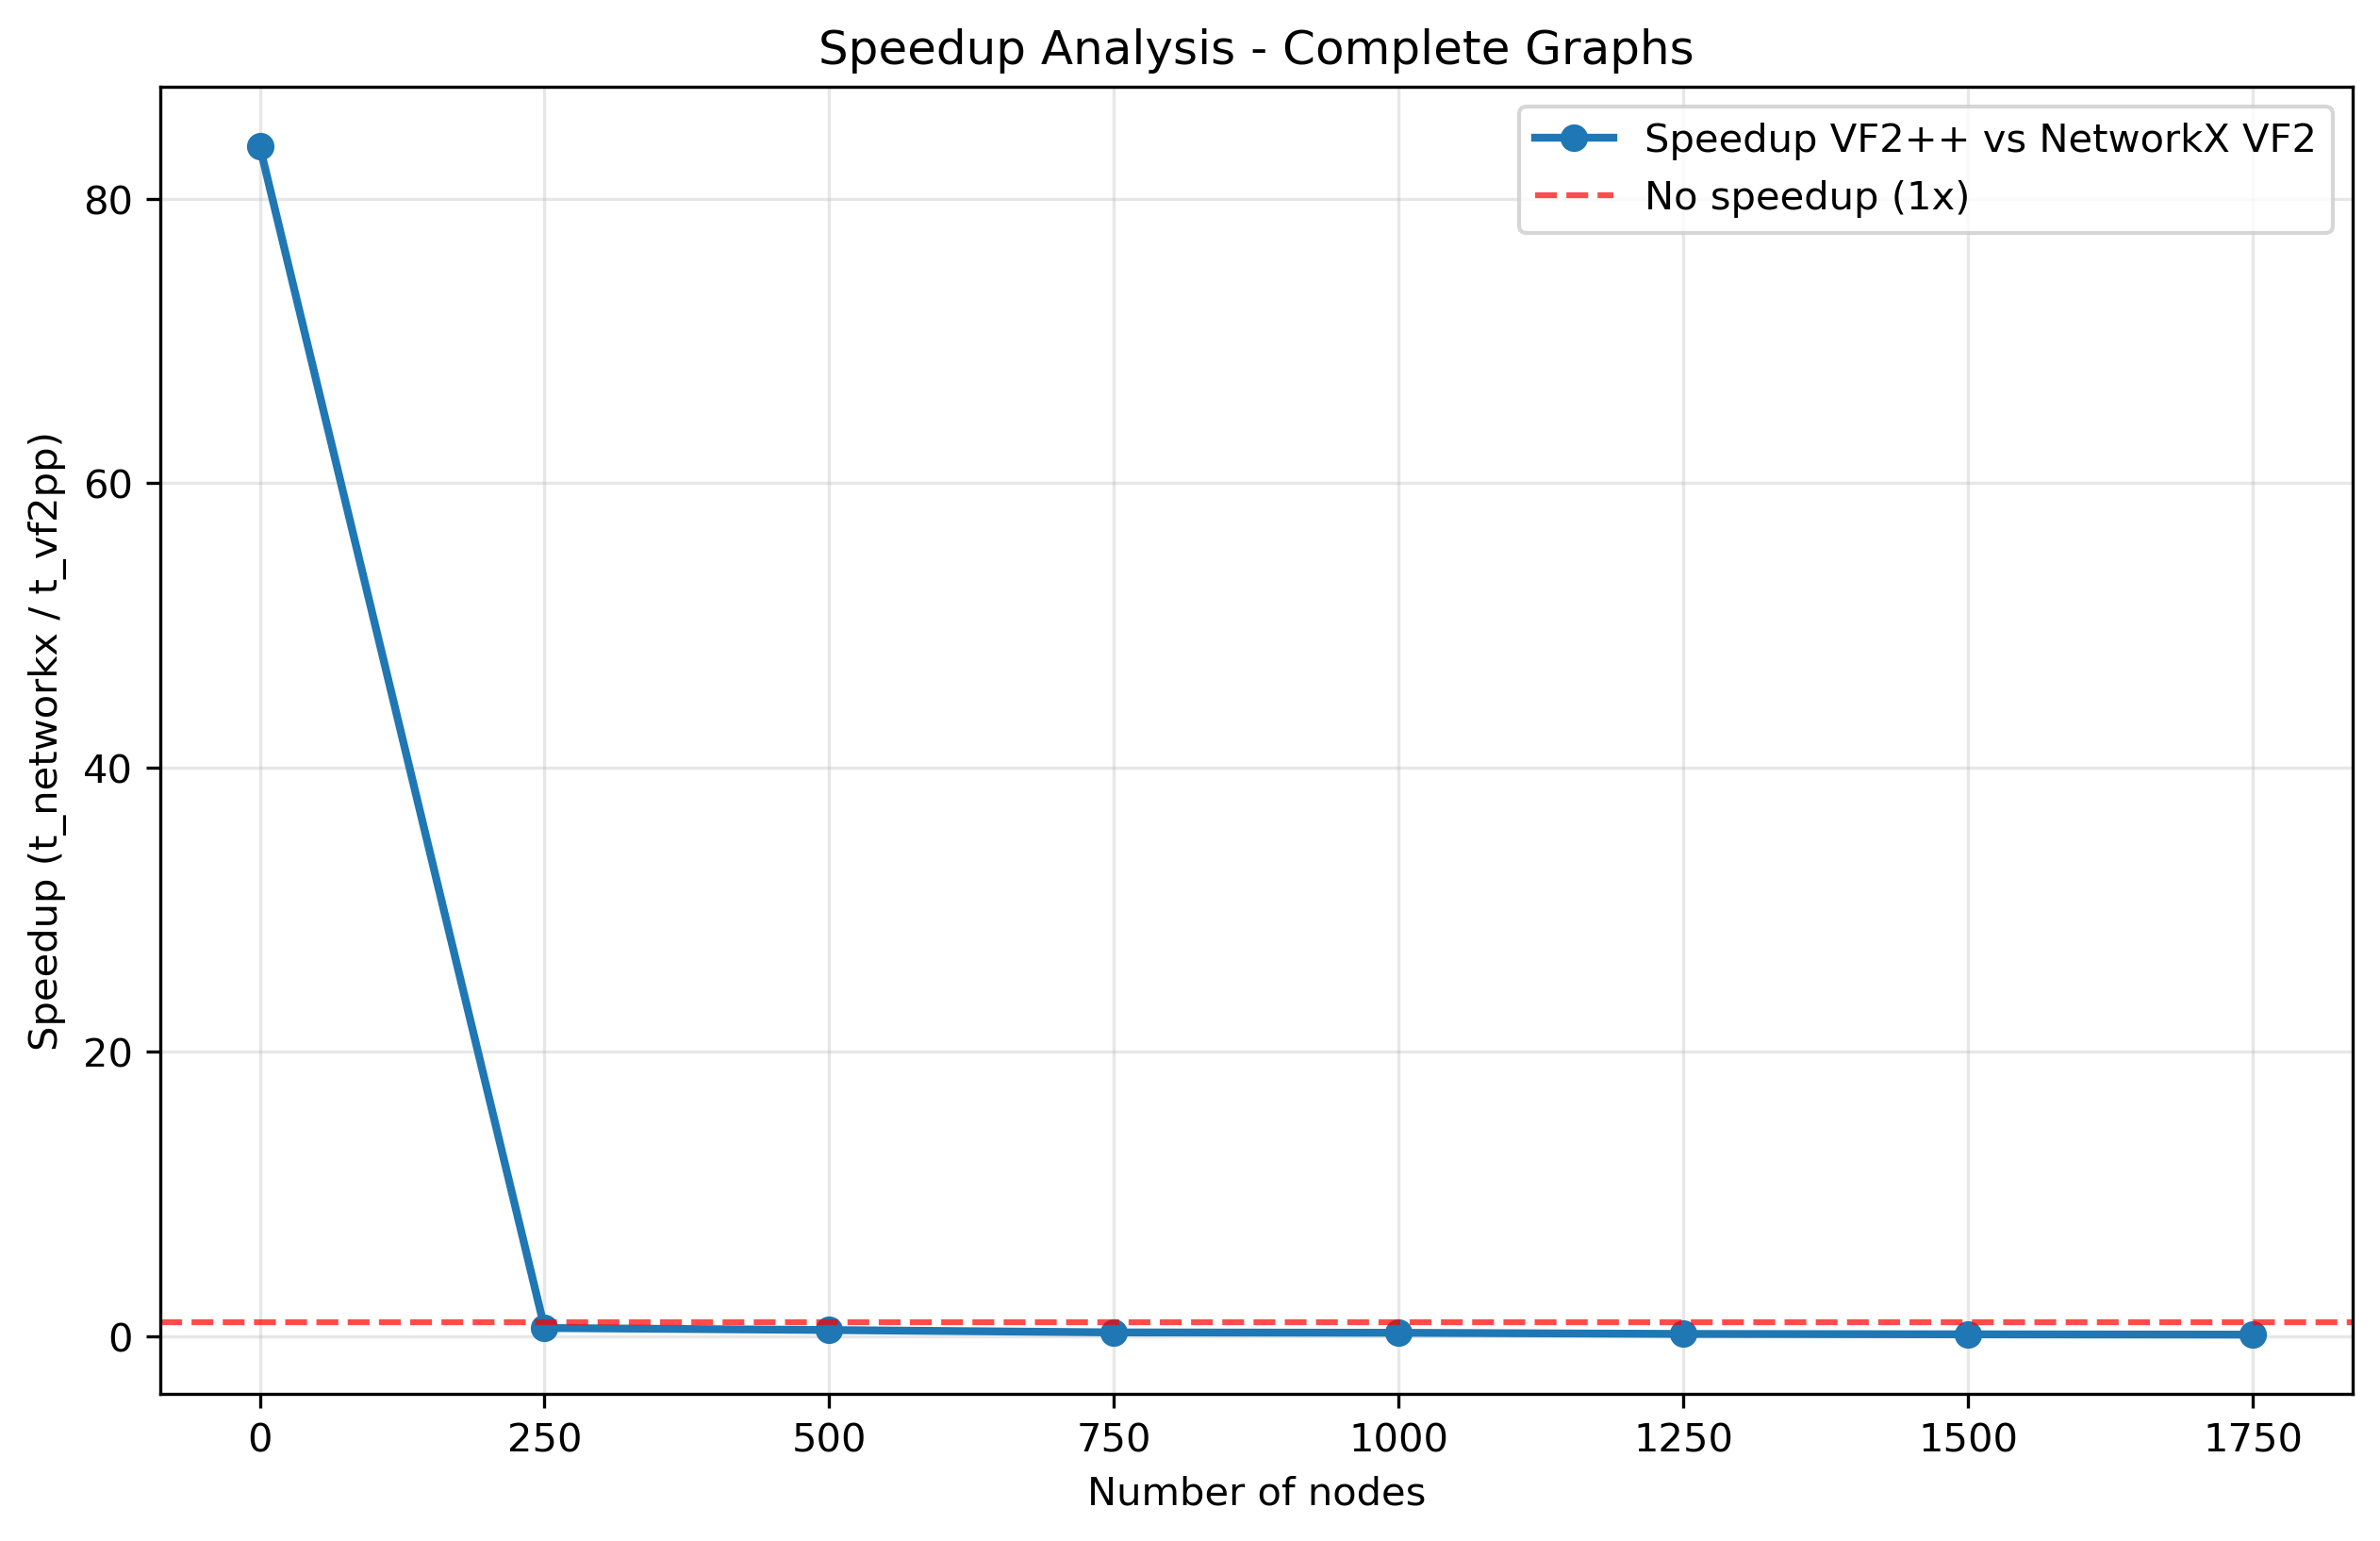 Speedup Analysis - Complete Graphs
Speedup VF2++ vs NetworkX VF2
No speedup (1x)
Speedup (t_networkx / t_vf2pp)
80
60
40
20
0
0 250 500 750 1000 1250 1500 1750
Number of nodes